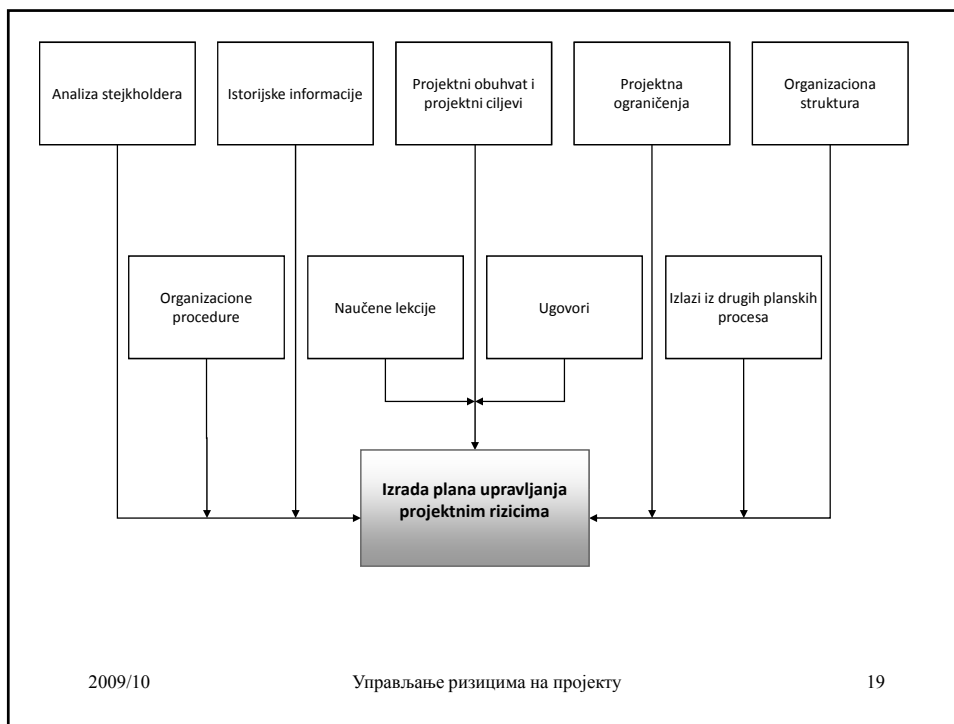 Analiza stejkholdera
Istorijske informacije
Projektni obuhvat i
projektni ciljevi
Projektna
ograničenja
Organizaciona
struktura
Organizacione
procedure
Naučene lekcije
Ugovori
Izlazi iz drugih planskih
procesa
Izrada plana upravljanja
projektnim rizicima
2009/10
Управљање ризицима на пројекту
19